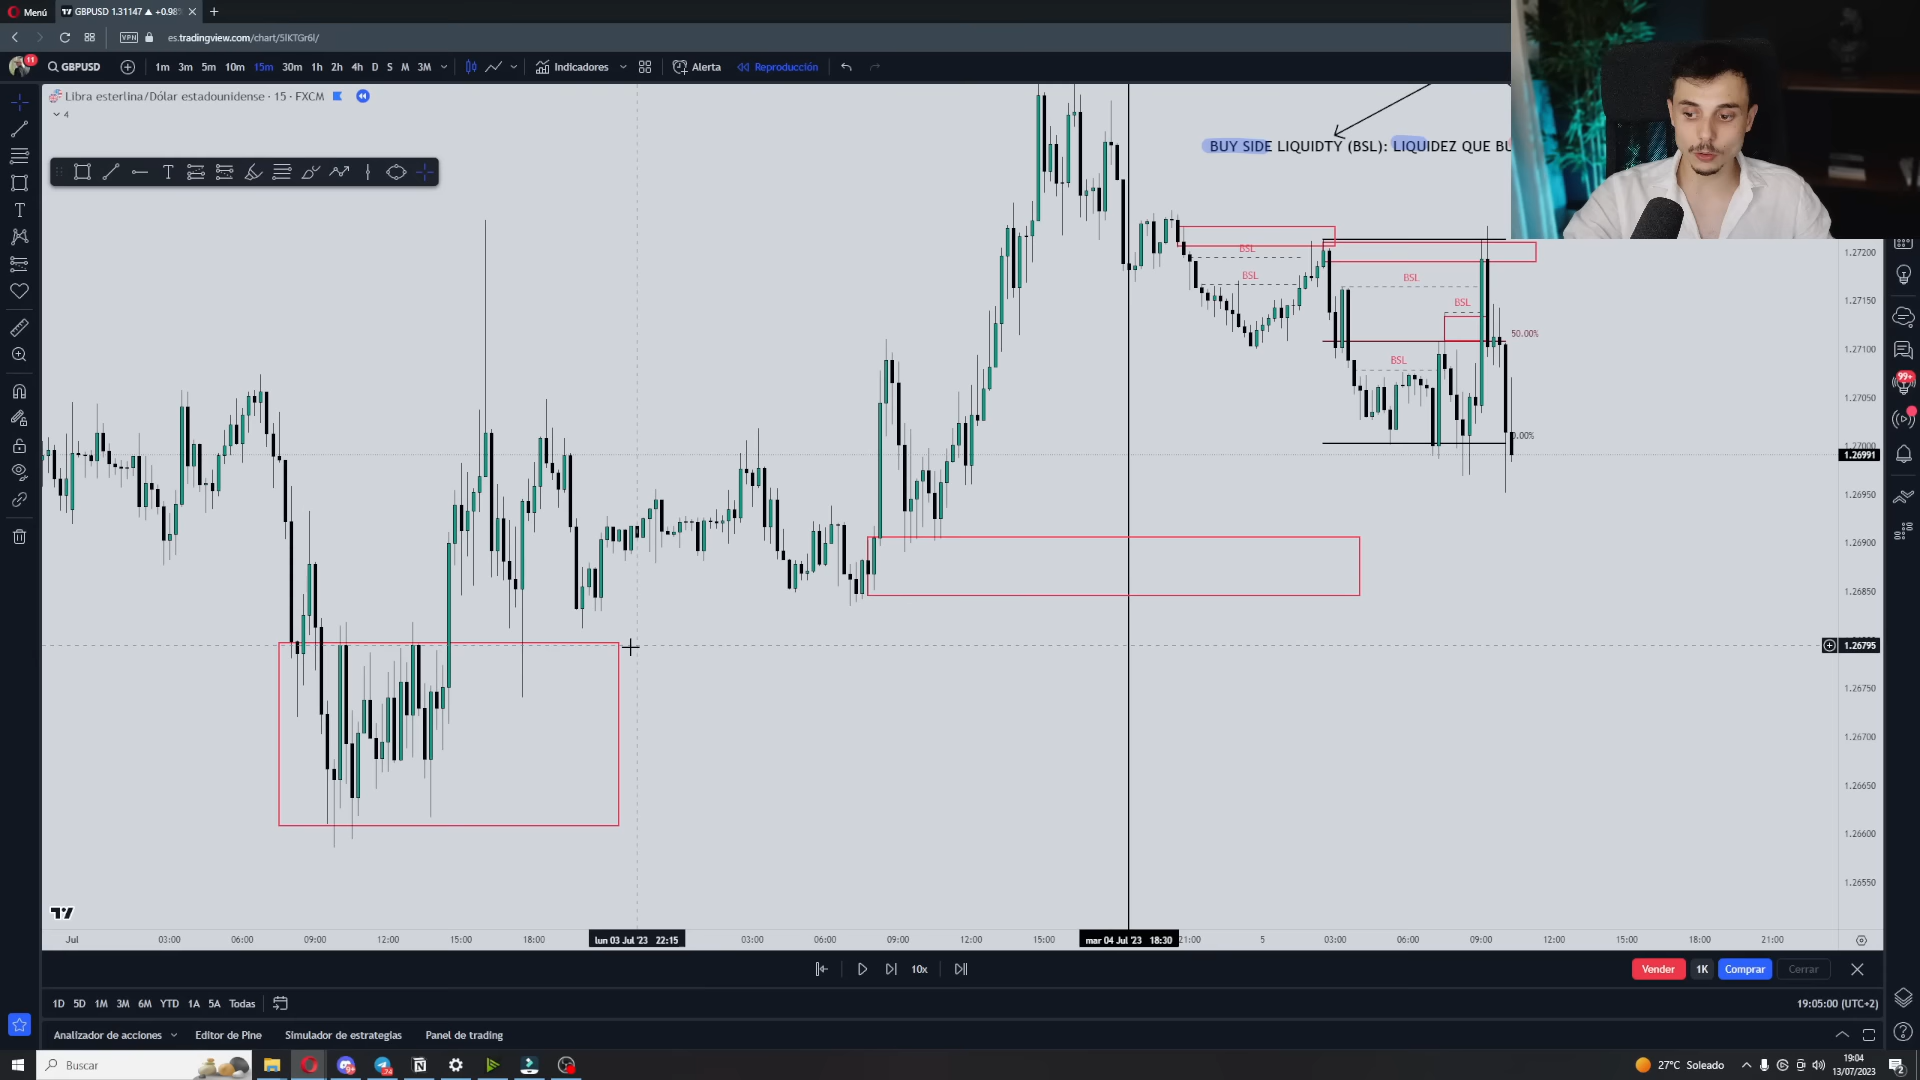 Menú
GBPUSD 1.31147 ▲ +0.98%
VPN
es.tradingview.com/chart/5lKTGr6l/
11
GBPUSD
1m 3m 5m 10m 15m 30m 1h 2h 4h D S M 3M
Indicadores
Alerta
Reproducción
Libra esterlina/Dólar estadounidense · 15 · FXCM
4
BUY SIDE LIQUIDTY (BSL): LIQUIDEZ QUE BU
BSL
BSL
BSL
BSL
BSL
50.00%
0.00%
1.27200
1.27150
1.27100
1.27050
1.27000
1.26991
1.26950
1.26900
1.26850
1.26795
1.26750
1.26700
1.26650
1.26600
1.26550
99+
Jul 03:00 06:00 09:00 12:00 15:00 18:00 lun 03 Jul '23 22:15 03:00 06:00 09:00 12:00 15:00 mar 04 Jul '23 18:30 21:00 5 03:00 06:00 09:00 12:00 15:00 18:00 21:00
10x
Vender 1K Comprar Cerrar
1D 5D 1M 3M 6M YTD 1A 5A Todas
19:05:00 (UTC+2)
Analizador de acciones Editor de Pine Simulador de estrategias Panel de trading
Buscar
27°C Soleado
19:04
13/07/2023
2